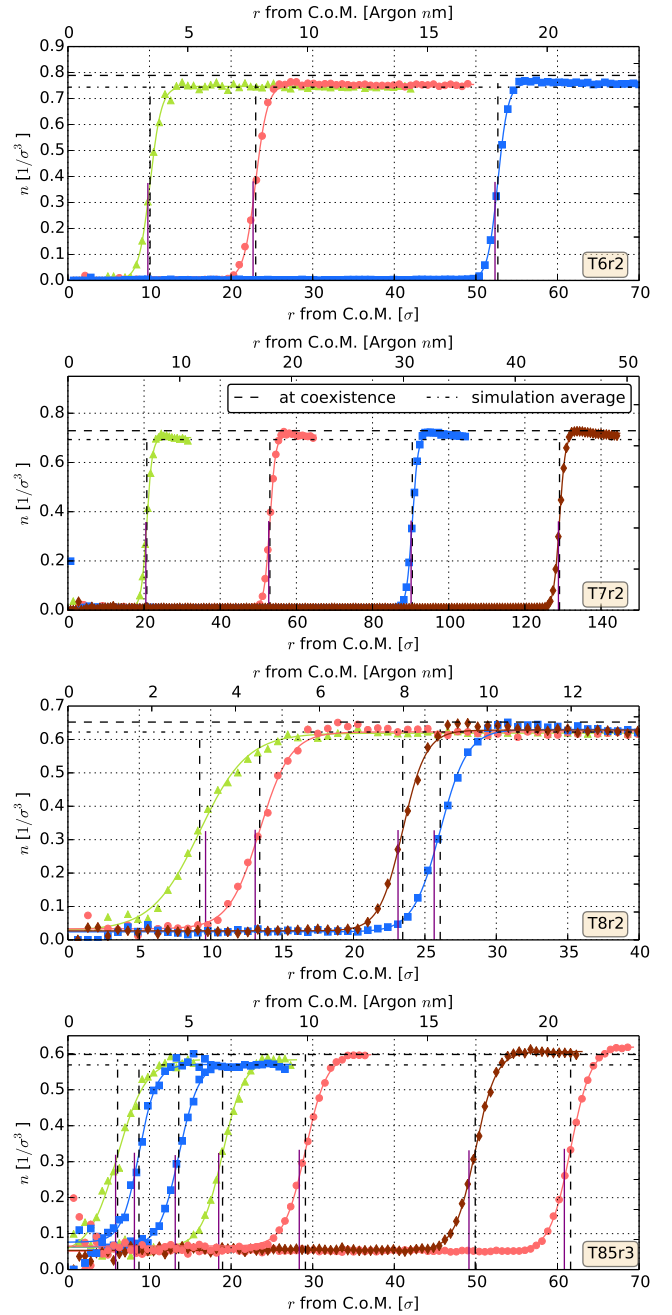 r from C.o.M. [Argon nm]
0 5 10 15 20
0.9
0.8
0.7
0.6
0.5
0.4
0.3
0.2
0.1
0.0
n [1/σ³]
T6r2
0 10 20 30 40 50 60 70
r from C.o.M. [σ]
r from C.o.M. [Argon nm]
0 10 20 30 40 50
at coexistence simulation average
0.8
0.6
0.4
0.2
0.0
n [1/σ³]
T7r2
0 20 40 60 80 100 120 140
r from C.o.M. [σ]
r from C.o.M. [Argon nm]
0 2 4 6 8 10 12
0.7
0.6
0.5
0.4
0.3
0.2
0.1
0.0
n [1/σ³]
T8r2
0 5 10 15 20 25 30 35 40
r from C.o.M. [σ]
r from C.o.M. [Argon nm]
0 5 10 15 20
0.6
0.5
0.4
0.3
0.2
0.1
0.0
n [1/σ³]
T85r3
0 10 20 30 40 50 60 70
r from C.o.M. [σ]